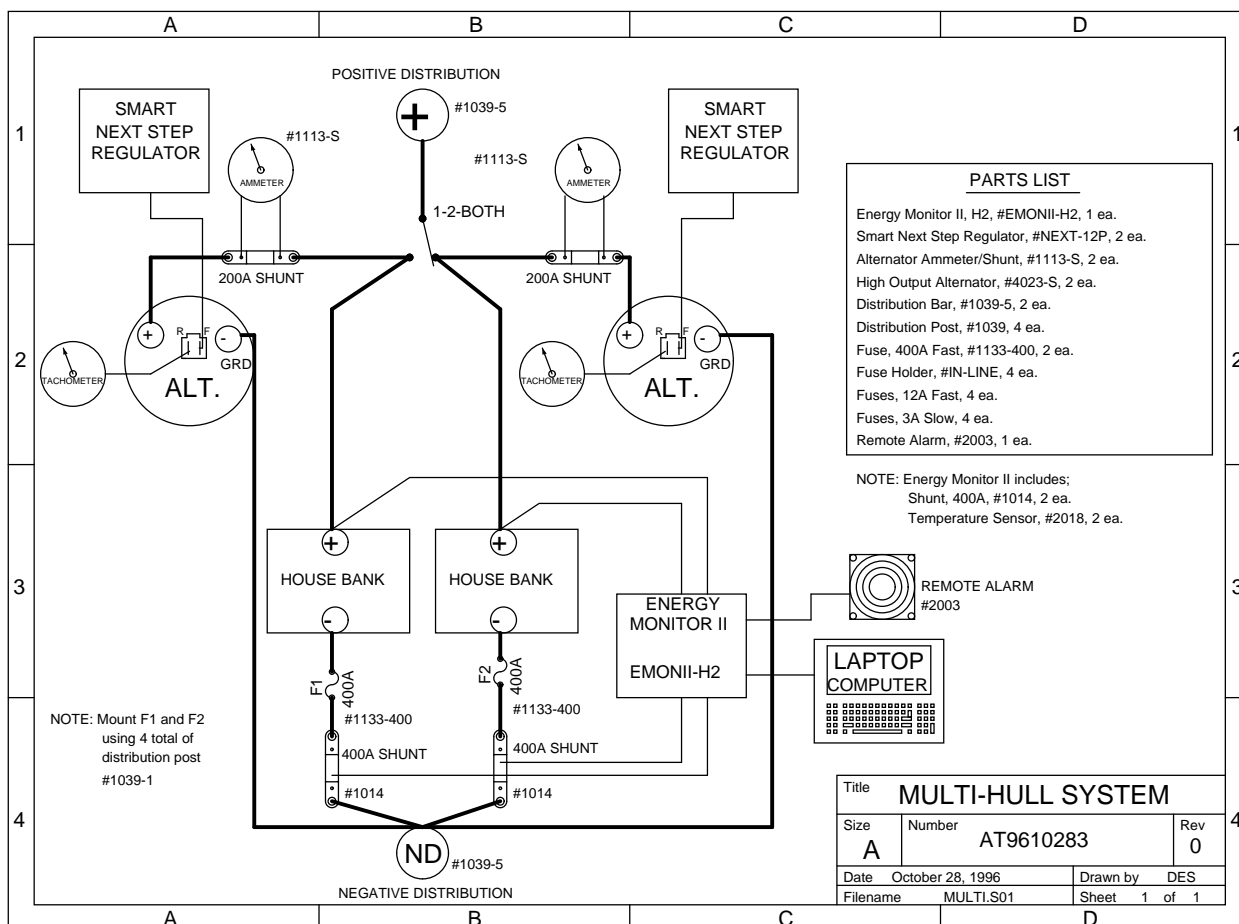 A B C D
1
2
3
4
1
2
3
4
A B C D
POSITIVE DISTRIBUTION
+
#1039-5
SMART
NEXT STEP
REGULATOR
#1113-S
AMMETER
#1113-S
AMMETER
SMART
NEXT STEP
REGULATOR
1-2-BOTH
200A SHUNT
200A SHUNT
+
R F
-
GRD
TACHOMETER
ALT.
+
R F
-
GRD
TACHOMETER
ALT.
PARTS LIST
Energy Monitor II, H2, #EMONII-H2, 1 ea.
Smart Next Step Regulator, #NEXT-12P, 2 ea.
Alternator Ammeter/Shunt, #1113-S, 2 ea.
High Output Alternator, #4023-S, 2 ea.
Distribution Bar, #1039-5, 2 ea.
Distribution Post, #1039, 4 ea.
Fuse, 400A Fast, #1133-400, 2 ea.
Fuse Holder, #IN-LINE, 4 ea.
Fuses, 12A Fast, 4 ea.
Fuses, 3A Slow, 4 ea.
Remote Alarm, #2003, 1 ea.
NOTE: Energy Monitor II includes;
Shunt, 400A, #1014, 2 ea.
Temperature Sensor, #2018, 2 ea.
+
HOUSE BANK
-
+
HOUSE BANK
-
ENERGY
MONITOR II
EMONII-H2
REMOTE ALARM
#2003
LAPTOP
COMPUTER
F1
400A
#1133-400
F2
400A
#1133-400
400A SHUNT
#1014
400A SHUNT
#1014
NOTE: Mount F1 and F2
using 4 total of
distribution post
#1039-1
ND
#1039-5
NEGATIVE DISTRIBUTION
Title MULTI-HULL SYSTEM
Size A
Number AT9610283
Rev 0
Date October 28, 1996
Drawn by DES
Filename MULTI.S01
Sheet 1 of 1